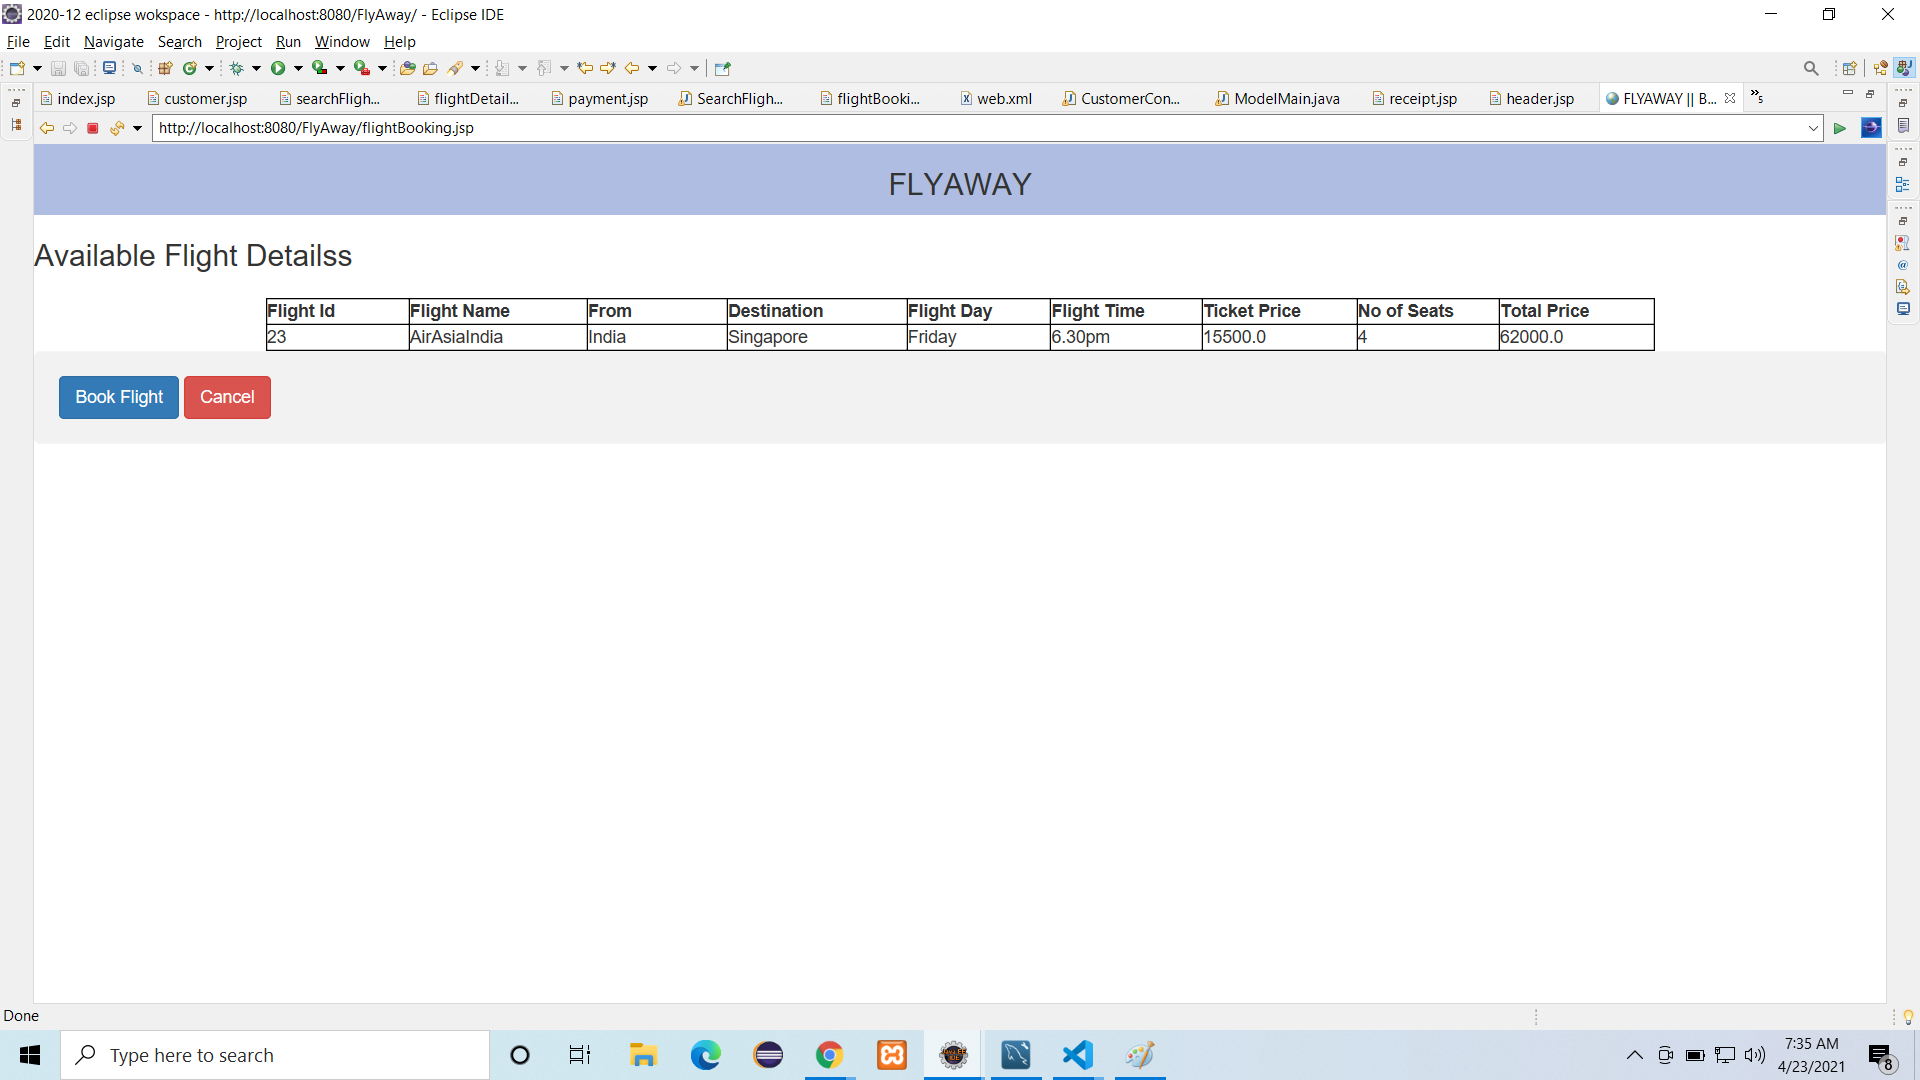 2020-12 eclipse wokspace - http://localhost:8080/FlyAway/ - Eclipse IDE
File Edit Navigate Search Project Run Window Help
index.jsp customer.jsp searchFligh... flightDetail... payment.jsp SearchFligh... flightBooki... web.xml CustomerCon... ModelMain.java receipt.jsp header.jsp FLYAWAY || B... »5
http://localhost:8080/FlyAway/flightBooking.jsp
FLYAWAY
Available Flight Detailss
Flight Id Flight Name From Destination Flight Day Flight Time Ticket Price No of Seats Total Price
23 AirAsiaIndia India Singapore Friday 6.30pm 15500.0 4 62000.0
Book Flight Cancel
Done
Type here to search
7:35 AM
4/23/2021
8